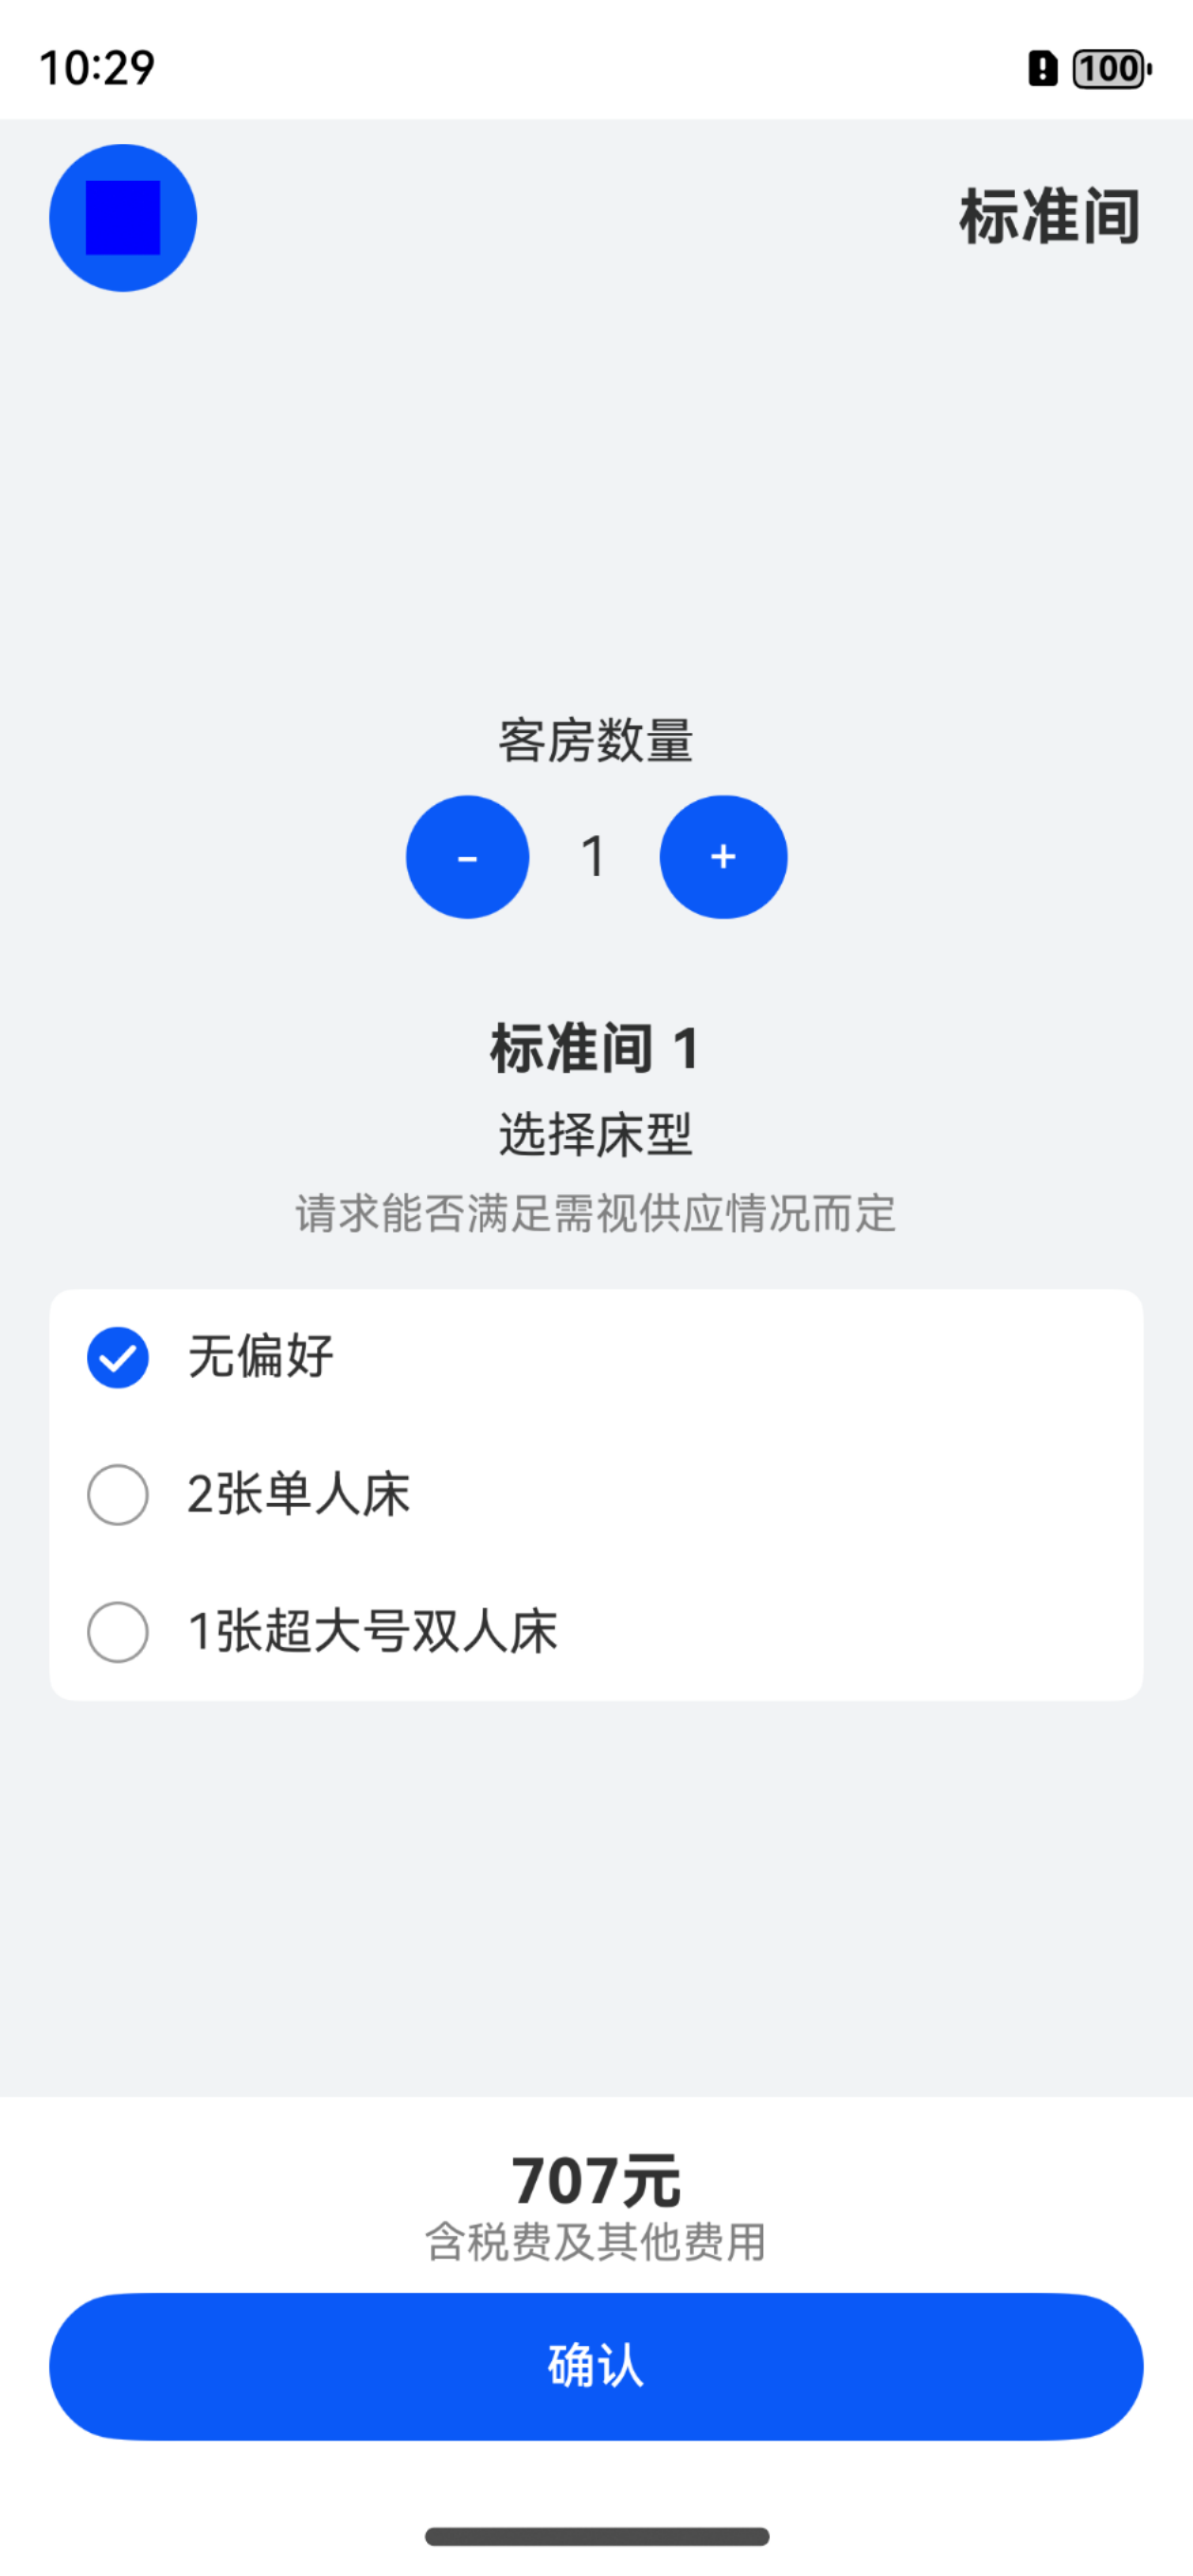 10:29
100
标准间
客房数量
- 1 +
标准间 1
选择床型
请求能否满足需视供应情况而定
无偏好
2张单人床
1张超大号双人床
707元
含税费及其他费用
确认